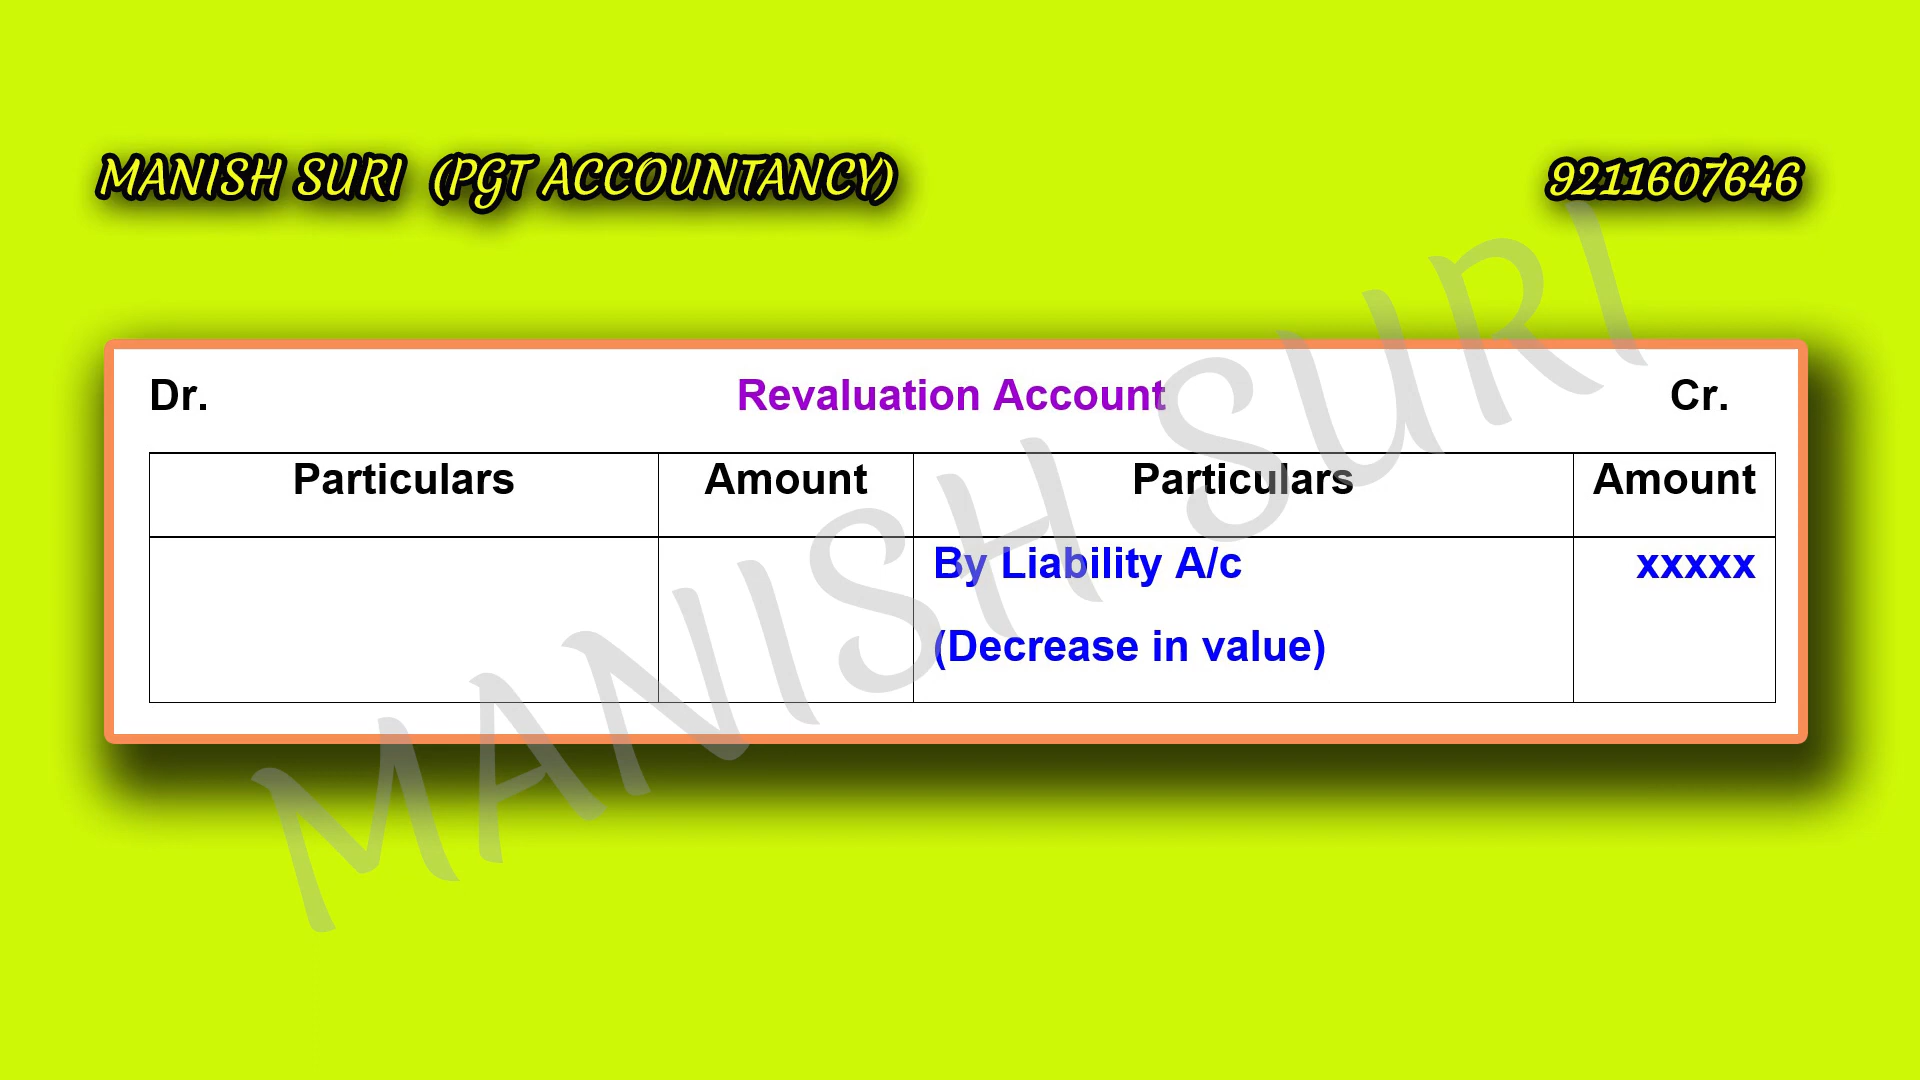 MANISH SURI (PGT ACCOUNTANCY) 9211607646
Dr. Revaluation Account Cr.
Particulars Amount Particulars Amount
By Liability A/c xxxxx
(Decrease in value)
MANISH SURI